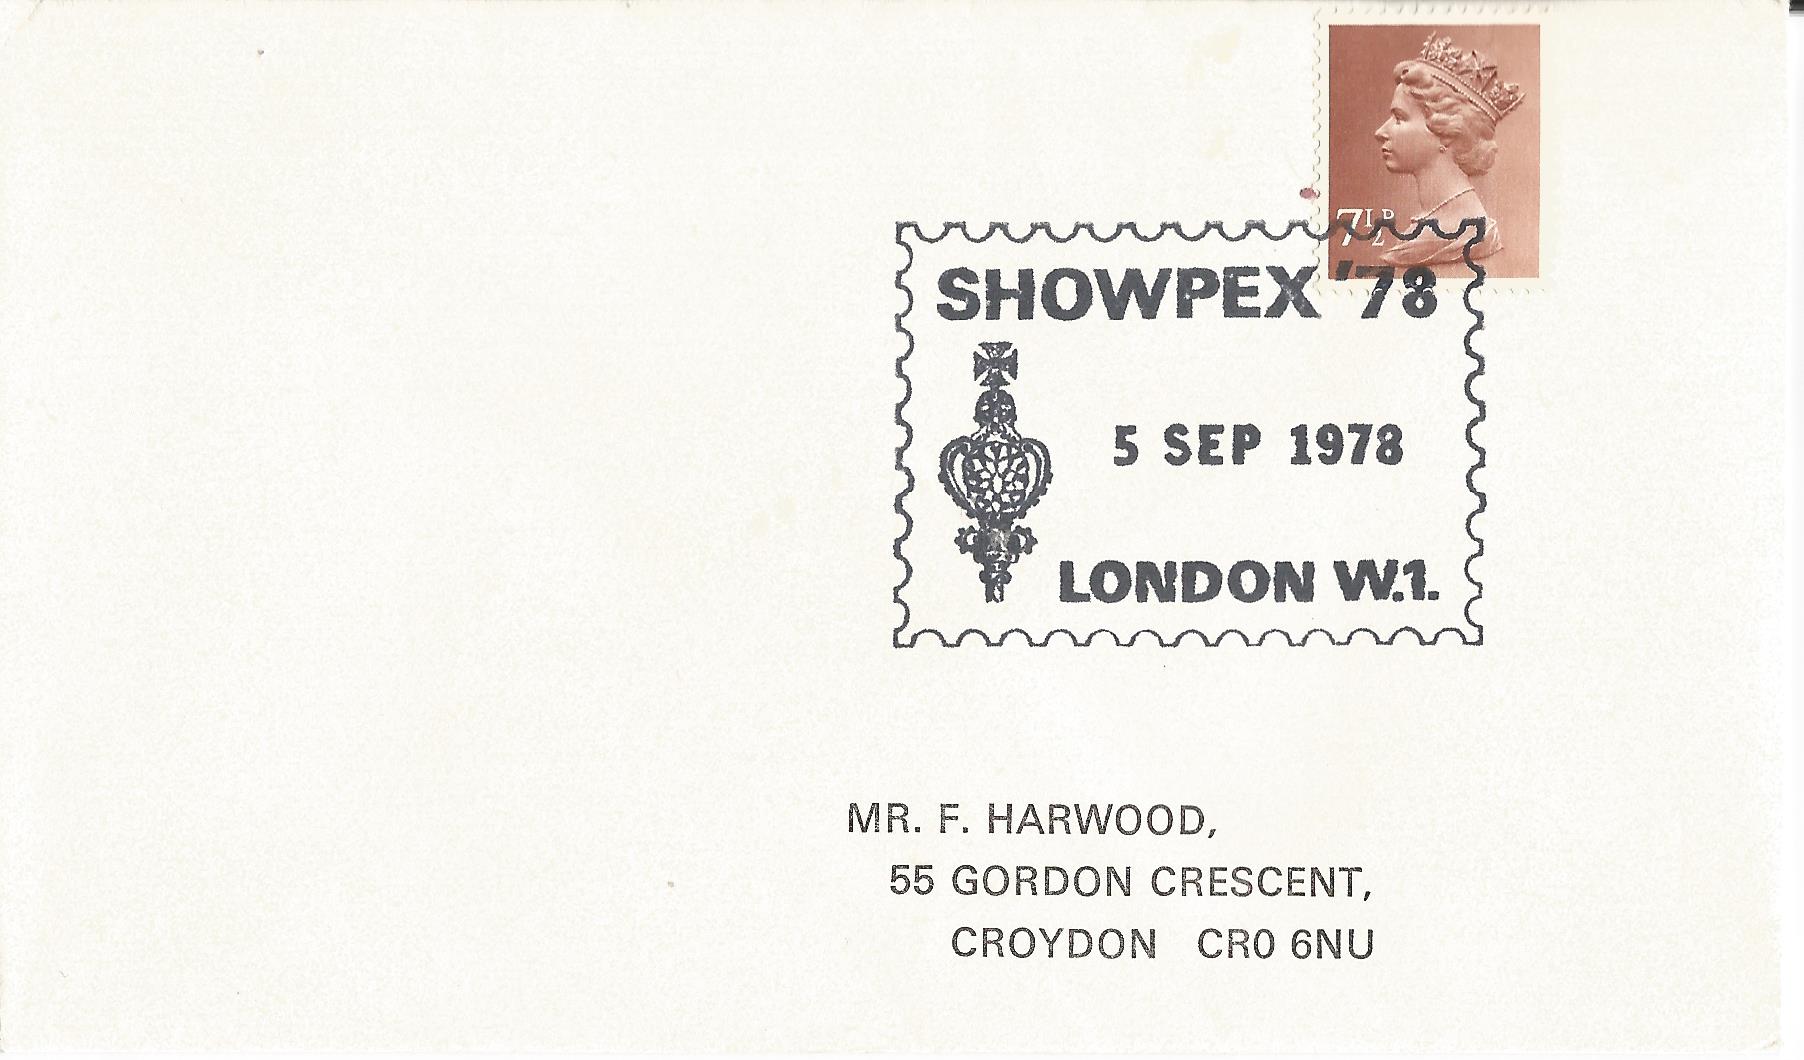 7½P
SHOWPEX '78
5 SEP 1978
LONDON W.1.
MR. F. HARWOOD,
55 GORDON CRESCENT,
CROYDON CR0 6NU